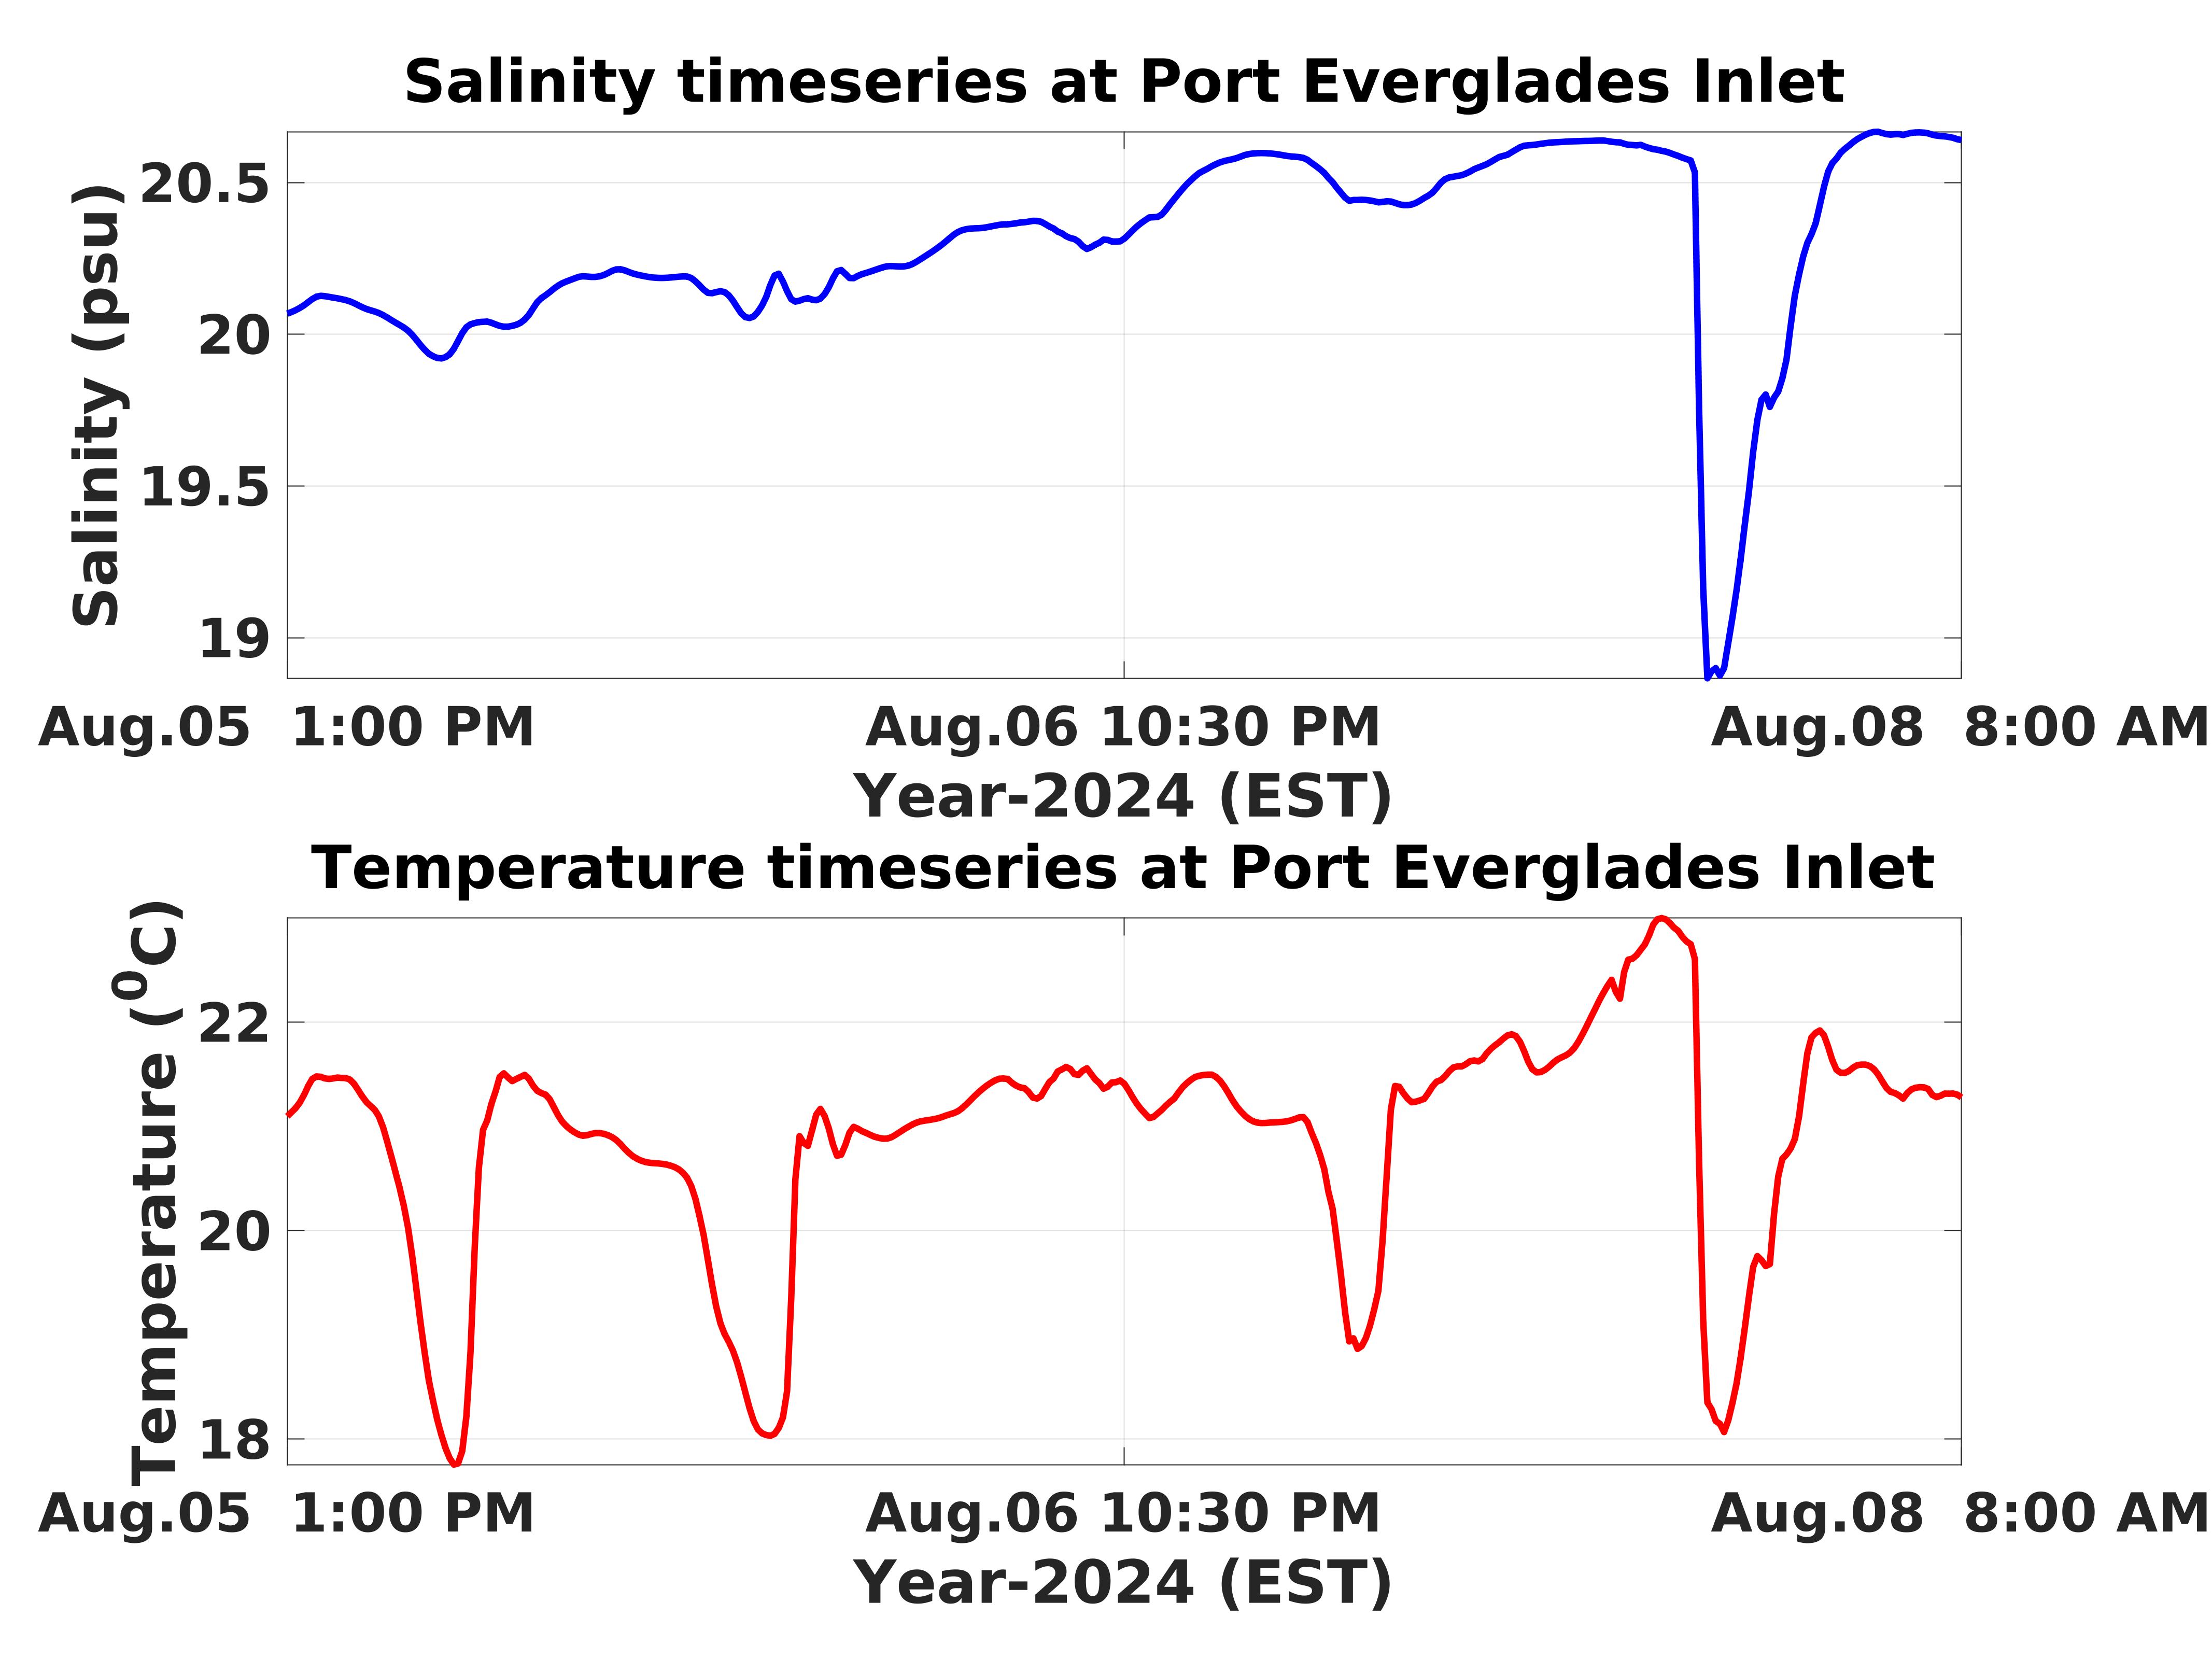 Salinity timeseries at Port Everglades Inlet
Salinity (psu)
20.5
20
19.5
19
Aug.05  1:00 PM
Aug.06 10:30 PM
Aug.08  8:00 AM
Year-2024 (EST)
Temperature timeseries at Port Everglades Inlet
Temperature (⁰C)
22
20
18
Aug.05  1:00 PM
Aug.06 10:30 PM
Aug.08  8:00 AM
Year-2024 (EST)